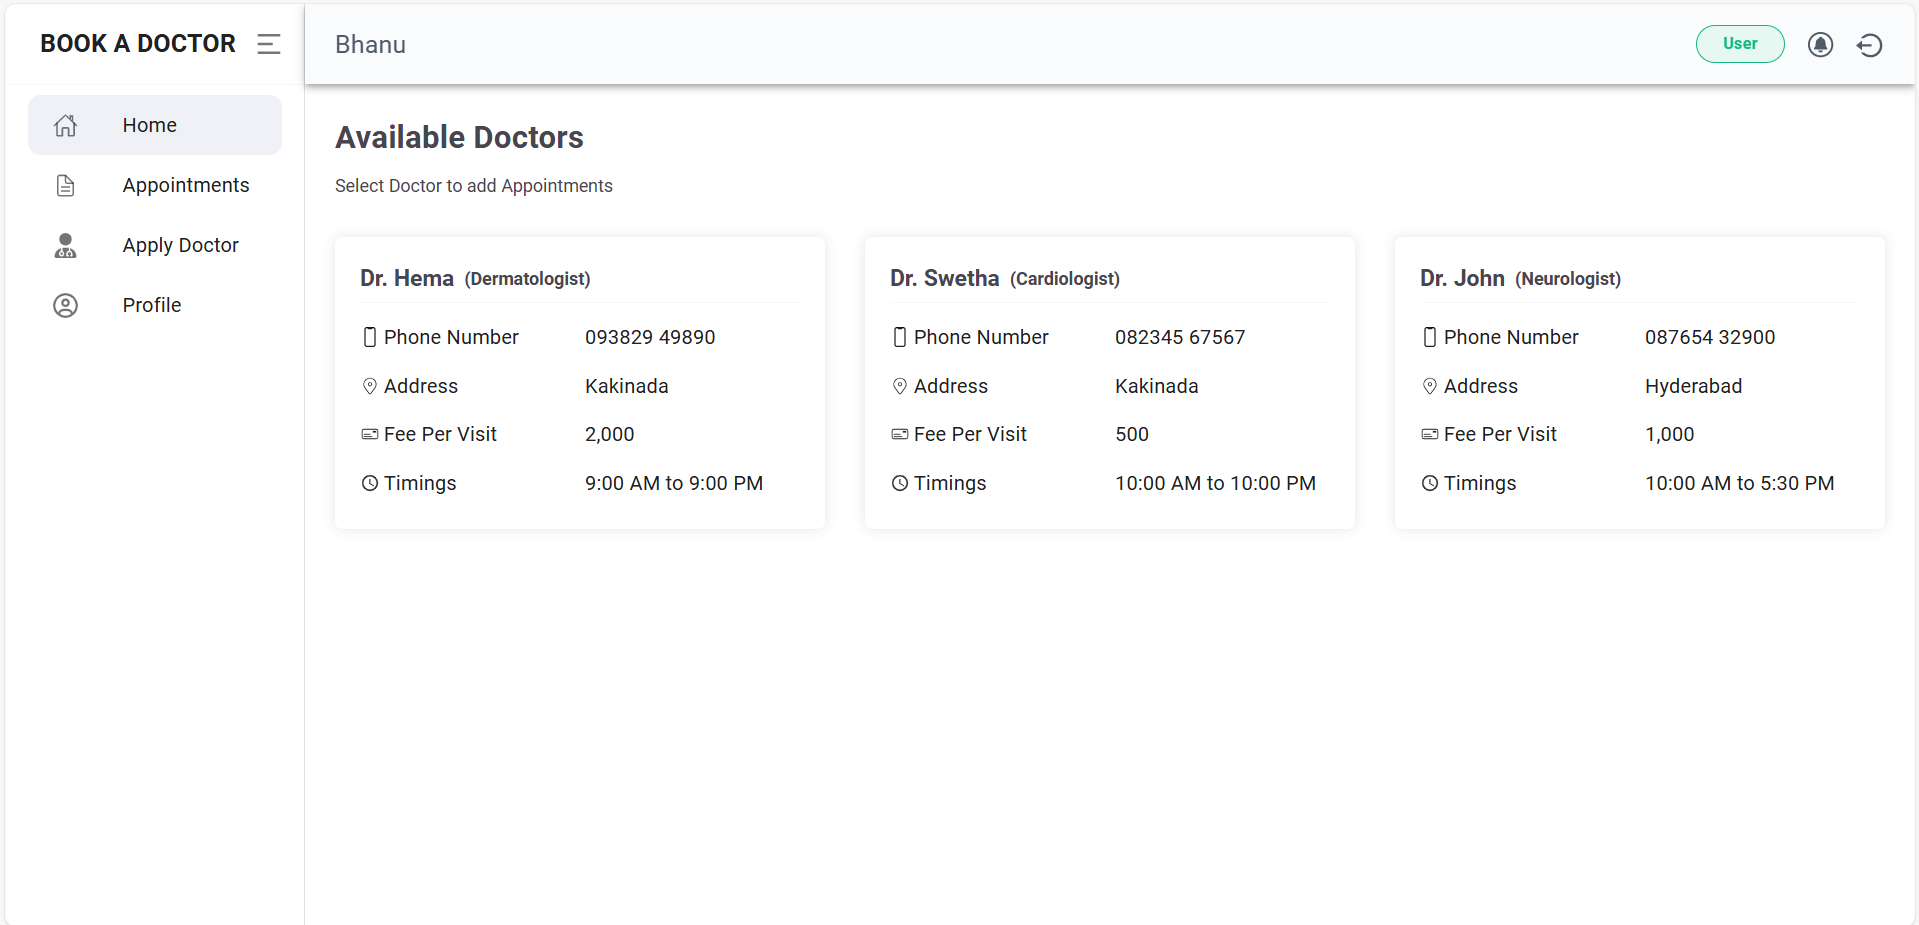 BOOK A DOCTOR
Bhanu
User
Home
Appointments
Apply Doctor
Profile
Available Doctors
Select Doctor to add Appointments
Dr. Hema (Dermatologist)
Phone Number 093829 49890
Address Kakinada
Fee Per Visit 2,000
Timings 9:00 AM to 9:00 PM
Dr. Swetha (Cardiologist)
Phone Number 082345 67567
Address Kakinada
Fee Per Visit 500
Timings 10:00 AM to 10:00 PM
Dr. John (Neurologist)
Phone Number 087654 32900
Address Hyderabad
Fee Per Visit 1,000
Timings 10:00 AM to 5:30 PM